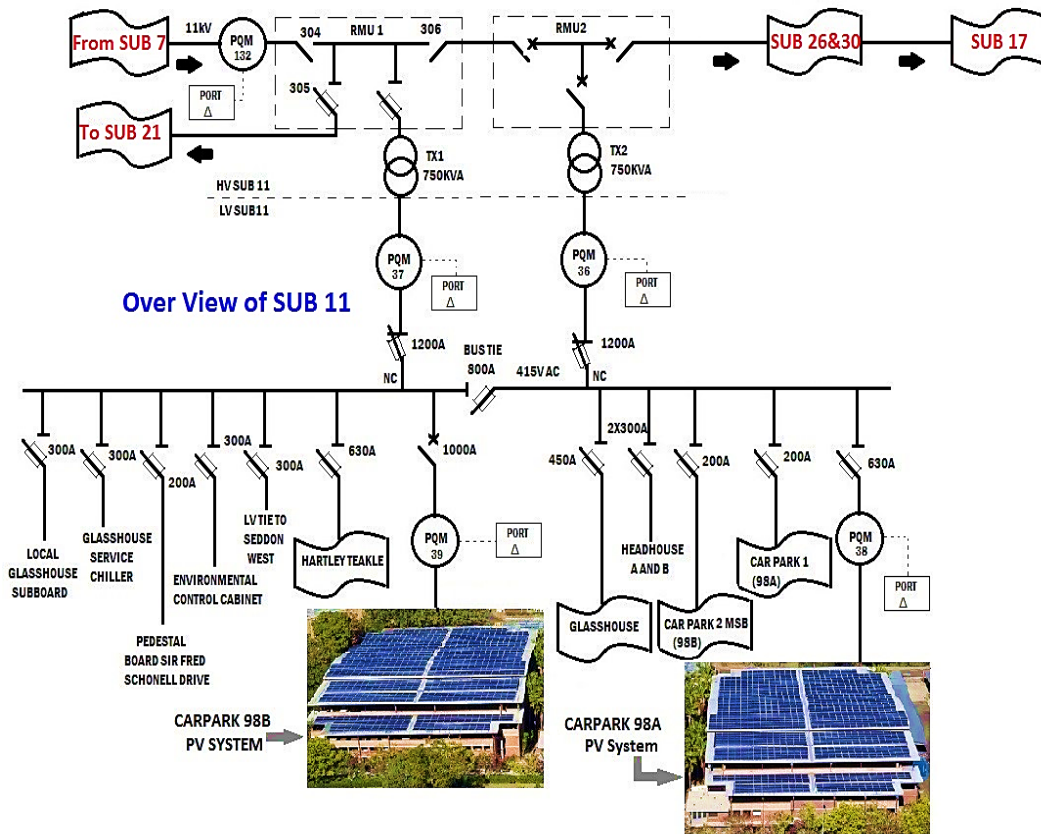 From SUB 7
11kV
PQM
132
PORT
Δ
304
RMU 1
306
305
RMU2
SUB 26&30
SUB 17
To SUB 21
TX1
750KVA
TX2
750KVA
HV SUB 11
LV SUB11
PQM
37
PORT
Δ
PQM
36
PORT
Δ
Over View of SUB 11
1200A
NC
BUS TIE
800A
415V AC
1200A
NC
300A
300A
200A
300A
300A
630A
1000A
450A
2X300A
200A
200A
630A
LOCAL
GLASSHOUSE
SUBBOARD
GLASSHOUSE
SERVICE
CHILLER
PEDESTAL
BOARD SIR FRED
SCHONELL DRIVE
ENVIRONMENTAL
CONTROL CABINET
LV TIE TO
SEDDON
WEST
HARTLEY TEAKLE
PQM
39
PORT
Δ
GLASSHOUSE
HEADHOUSE
A AND B
CAR PARK 2 MSB
(98B)
CAR PARK 1
(98A)
PQM
38
PORT
Δ
CARPARK 98B
PV SYSTEM
CARPARK 98A
PV System